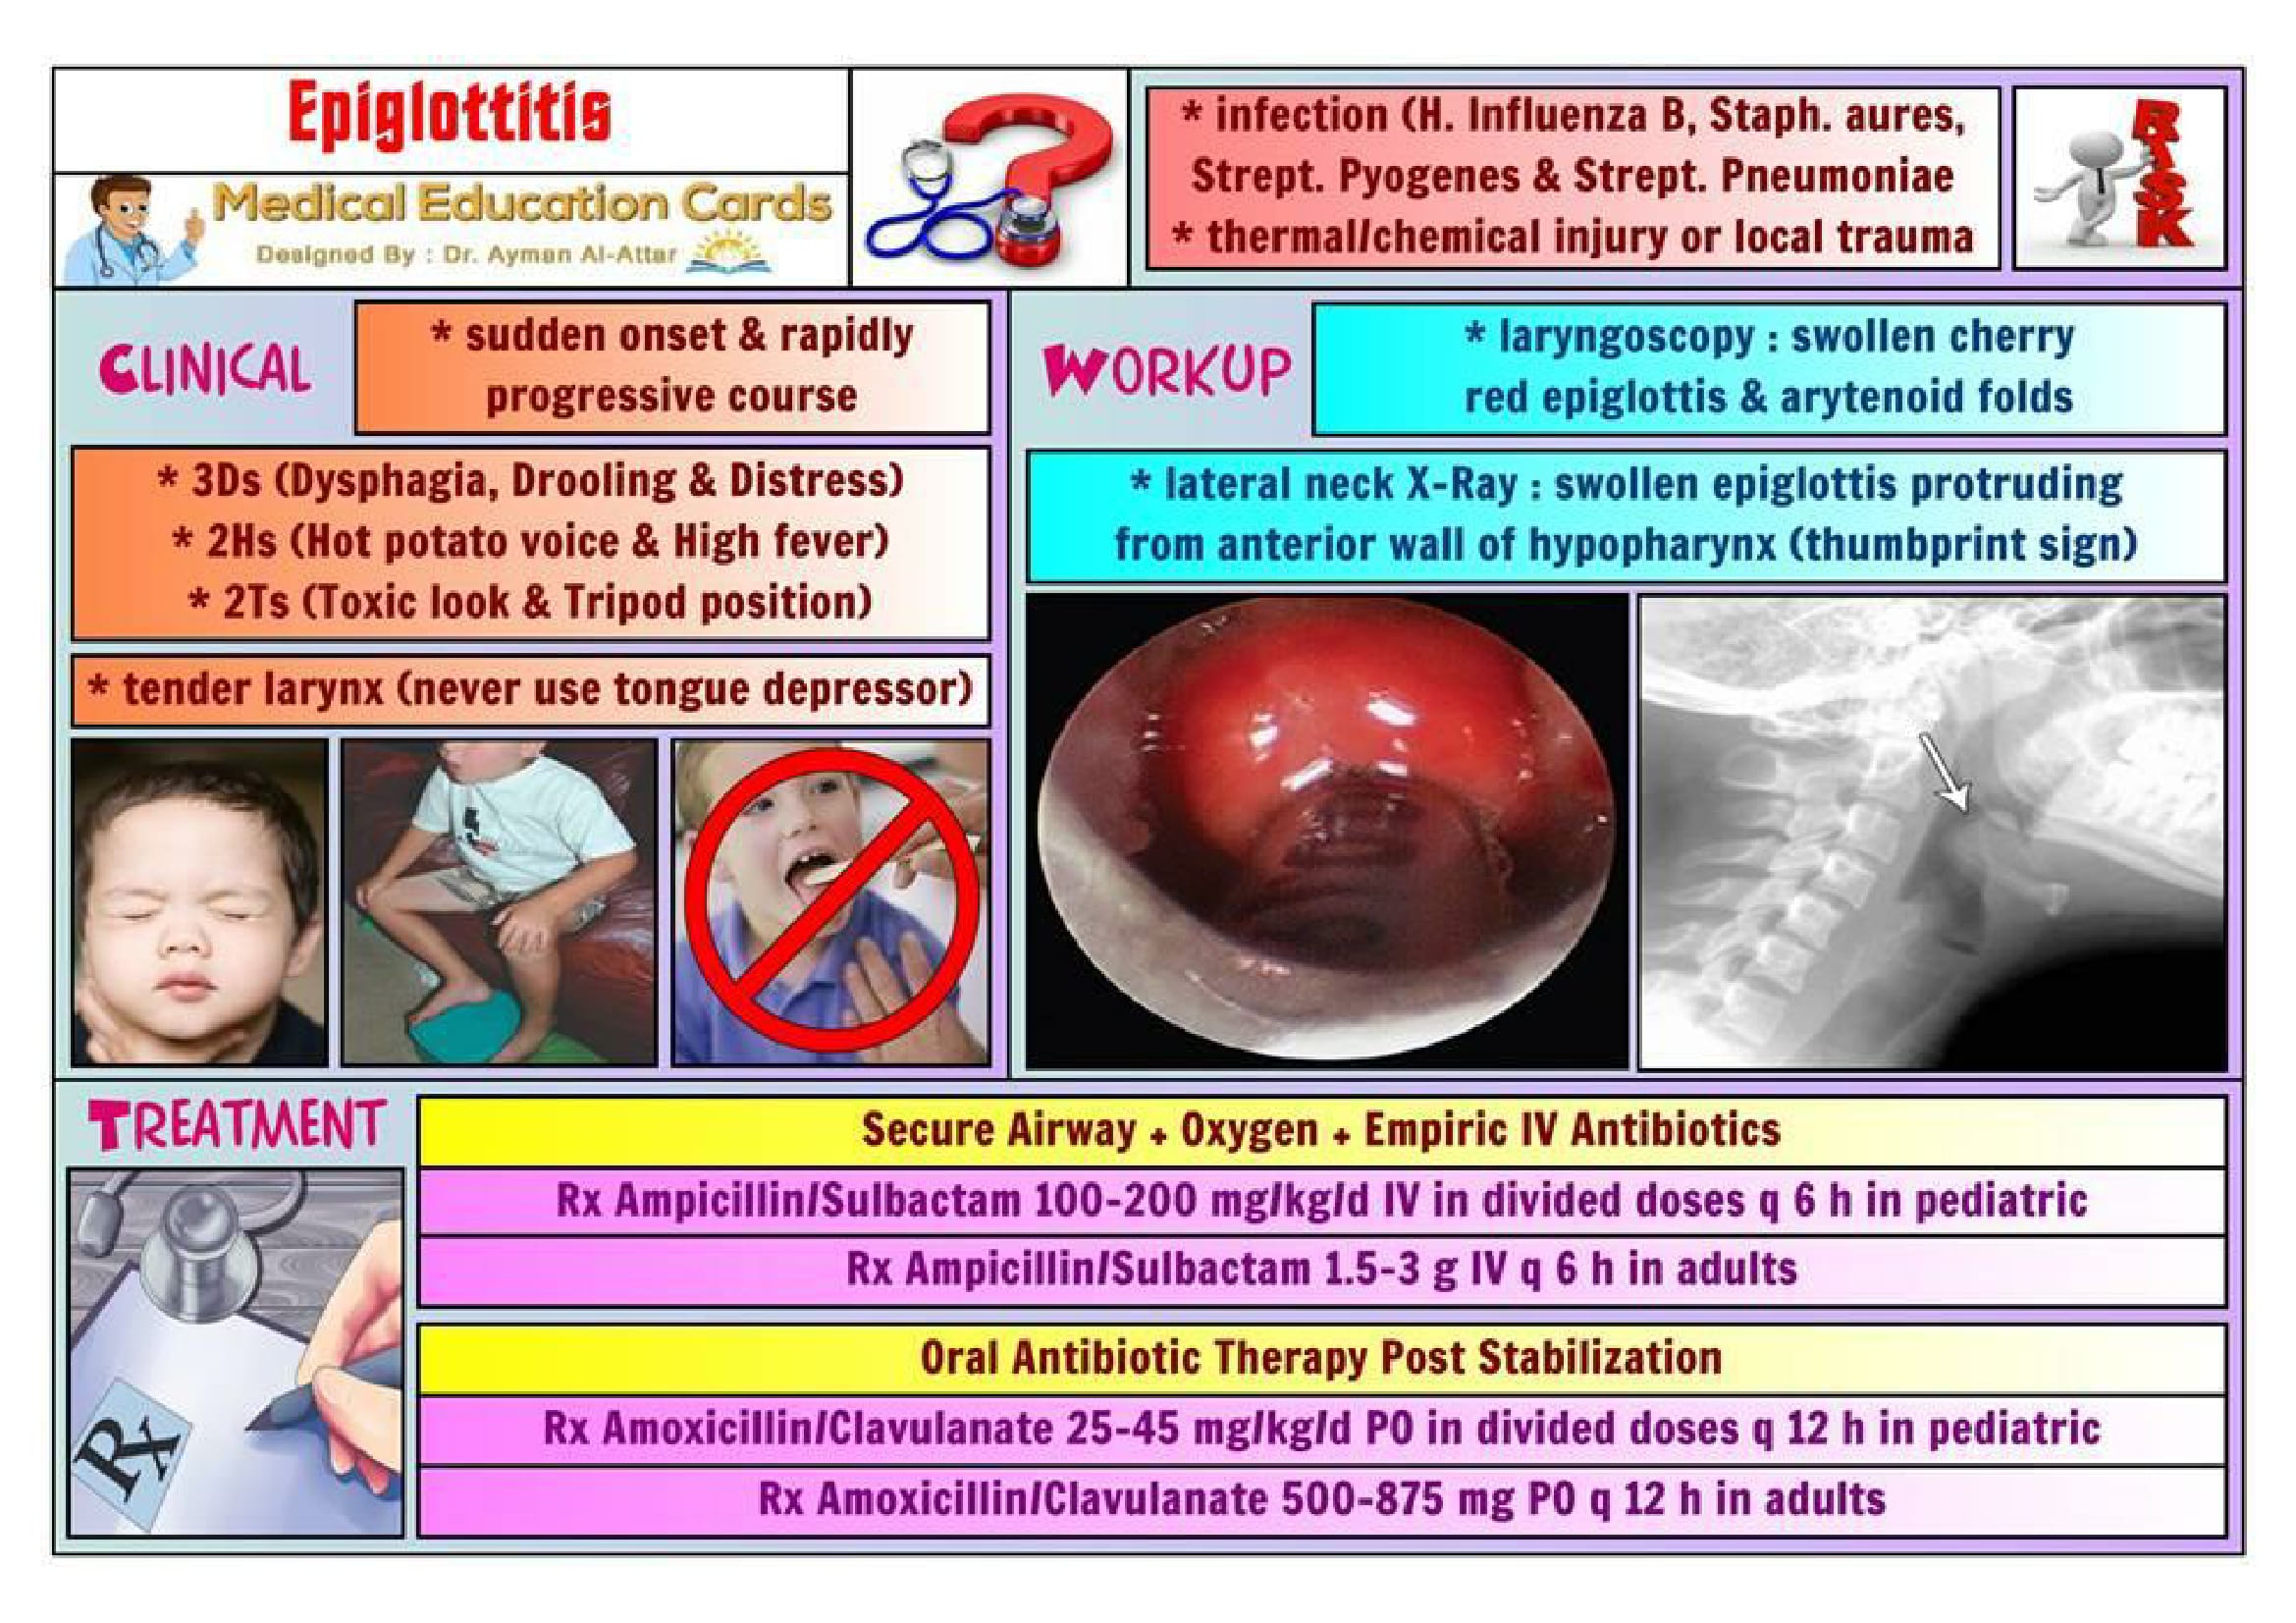 Epiglottitis
Medical Education Cards
Designed By : Dr. Ayman Al-Attar
* infection (H. Influenza B, Staph. aures,
Strept. Pyogenes & Strept. Pneumoniae
* thermal/chemical injury or local trauma
RISK
CLINICAL
* sudden onset & rapidly
progressive course
* 3Ds (Dysphagia, Drooling & Distress)
* 2Hs (Hot potato voice & High fever)
* 2Ts (Toxic look & Tripod position)
* tender larynx (never use tongue depressor)
WORKUP
* laryngoscopy : swollen cherry
red epiglottis & arytenoid folds
* lateral neck X-Ray : swollen epiglottis protruding
from anterior wall of hypopharynx (thumbprint sign)
TREATMENT
Rx
Secure Airway + Oxygen + Empiric IV Antibiotics
Rx Ampicillin/Sulbactam 100-200 mg/kg/d IV in divided doses q 6 h in pediatric
Rx Ampicillin/Sulbactam 1.5-3 g IV q 6 h in adults
Oral Antibiotic Therapy Post Stabilization
Rx Amoxicillin/Clavulanate 25-45 mg/kg/d PO in divided doses q 12 h in pediatric
Rx Amoxicillin/Clavulanate 500-875 mg PO q 12 h in adults